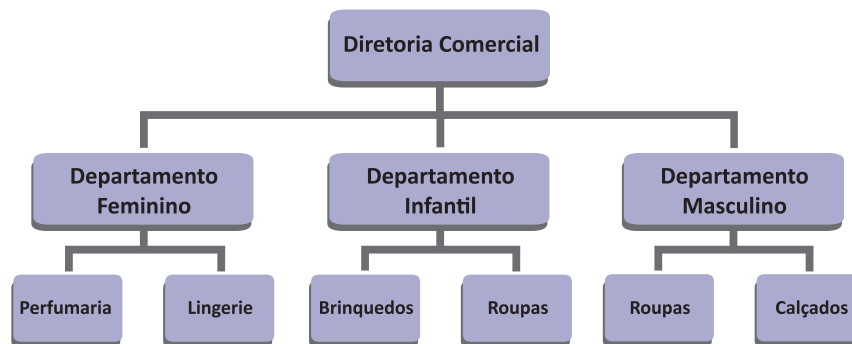 Diretoria Comercial
Departamento
Feminino
Departamento
Infantil
Departamento
Masculino
Perfumaria
Lingerie
Brinquedos
Roupas
Roupas
Calçados